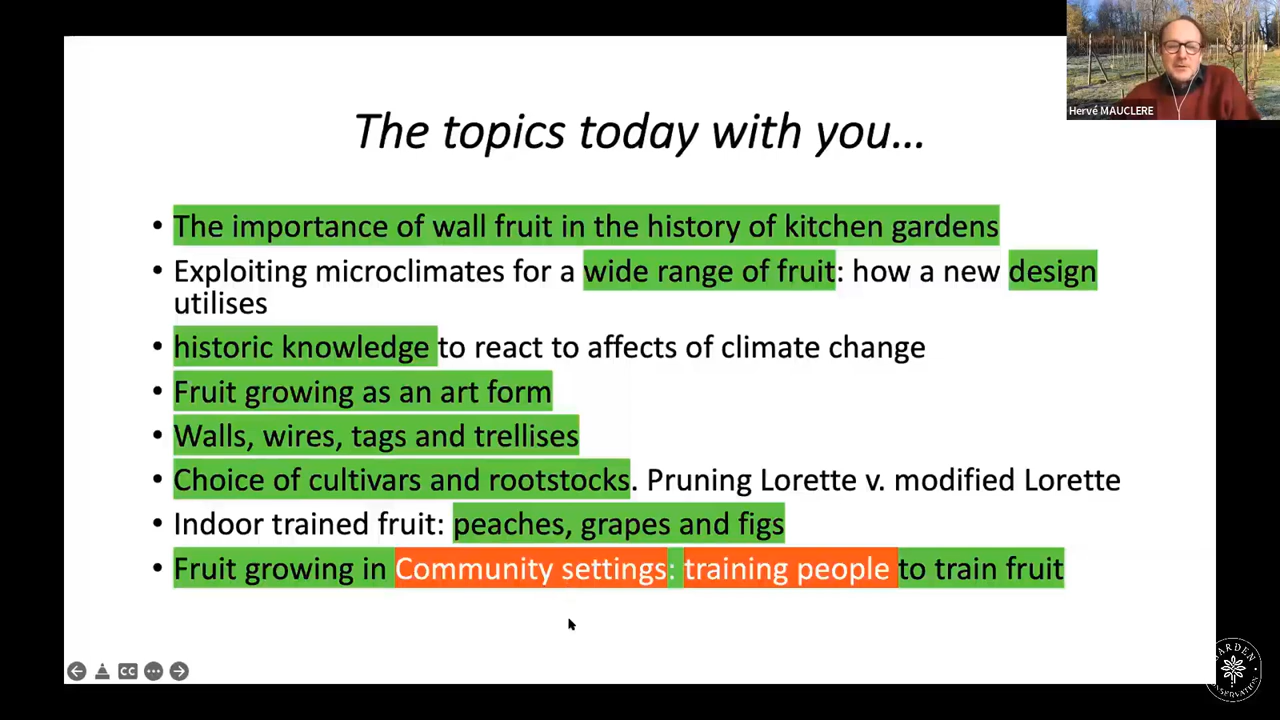 Hervé MAUCLERE
The topics today with you...
• The importance of wall fruit in the history of kitchen gardens
• Exploiting microclimates for a wide range of fruit: how a new design
utilises
• historic knowledge to react to affects of climate change
• Fruit growing as an art form
• Walls, wires, tags and trellises
• Choice of cultivars and rootstocks. Pruning Lorette v. modified Lorette
• Indoor trained fruit: peaches, grapes and figs
• Fruit growing in Community settings: training people to train fruit
CC